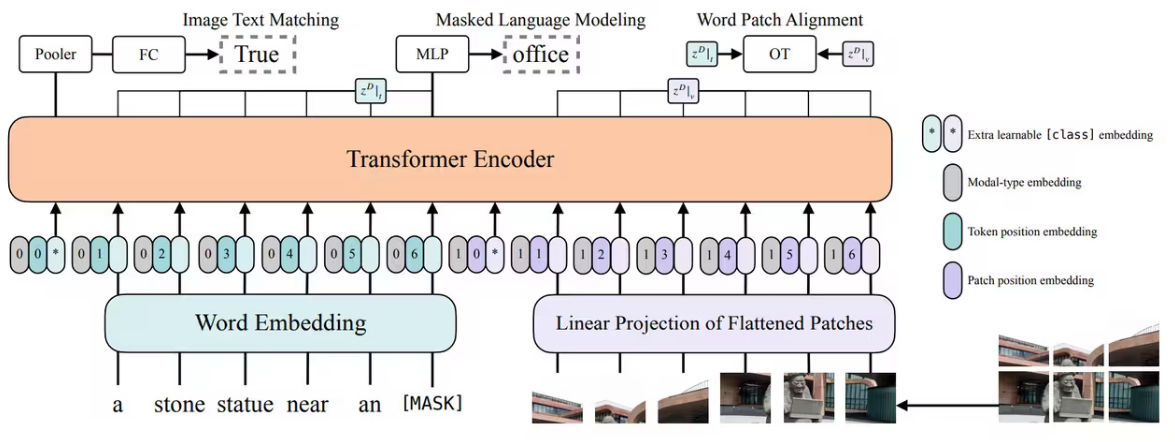 Image Text Matching
Masked Language Modeling
Word Patch Alignment
Pooler
FC
True
MLP
office
z^D|_t
OT
z^D|_v
z^D|_t
z^D|_v
Transformer Encoder
* * Extra learnable [class] embedding
Modal-type embedding
Token position embedding
Patch position embedding
0 0 *
0 1
0 2
0 3
0 4
0 5
0 6
1 0 *
1 1
1 2
1 3
1 4
1 5
1 6
Word Embedding
Linear Projection of Flattened Patches
a stone statue near an [MASK]